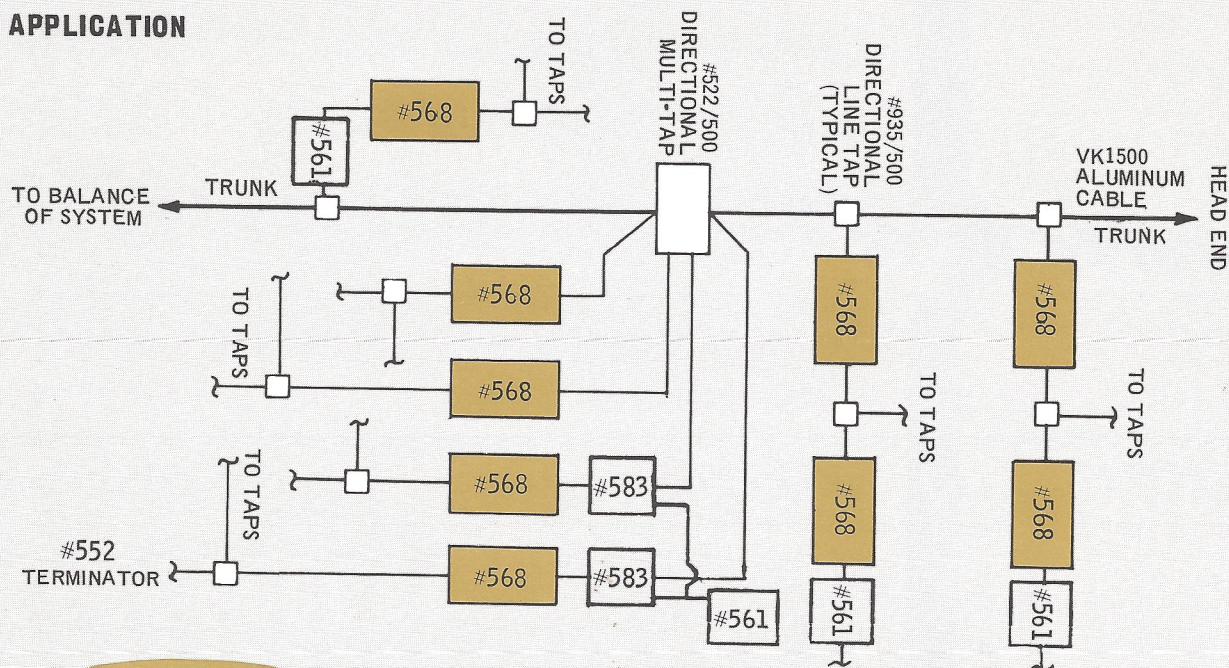 APPLICATION
TO TAPS
#568
#561
#522/500
DIRECTIONAL
MULTI-TAP
#935/500
DIRECTIONAL
LINE TAP
(TYPICAL)
VK1500
ALUMINUM
CABLE
HEAD END
TRUNK
TO BALANCE
OF SYSTEM
TRUNK
#568
#568
#568
TO TAPS
#568
TO TAPS
TO TAPS
#568
#583
#568
#568
TO TAPS
#552
TERMINATOR
#568
#583
#561
#561
#561